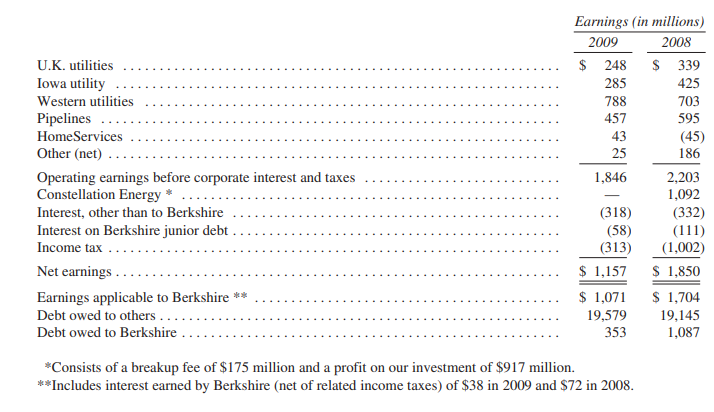 Earnings (in millions)
2009 2008
U.K. utilities ........................................................ $ 248 $ 339
Iowa utility ........................................................ 285 425
Western utilities ........................................................ 788 703
Pipelines ........................................................ 457 595
HomeServices ........................................................ 43 (45)
Other (net) ........................................................ 25 186
Operating earnings before corporate interest and taxes ........................ 1,846 2,203
Constellation Energy * ................................................ — 1,092
Interest, other than to Berkshire ........................................ (318) (332)
Interest on Berkshire junior debt ........................................ (58) (111)
Income tax ........................................................ (313) (1,002)
Net earnings ........................................................ $ 1,157 $ 1,850
Earnings applicable to Berkshire ** ...................................... $ 1,071 $ 1,704
Debt owed to others .................................................. 19,579 19,145
Debt owed to Berkshire ................................................ 353 1,087
*Consists of a breakup fee of $175 million and a profit on our investment of $917 million.
**Includes interest earned by Berkshire (net of related income taxes) of $38 in 2009 and $72 in 2008.